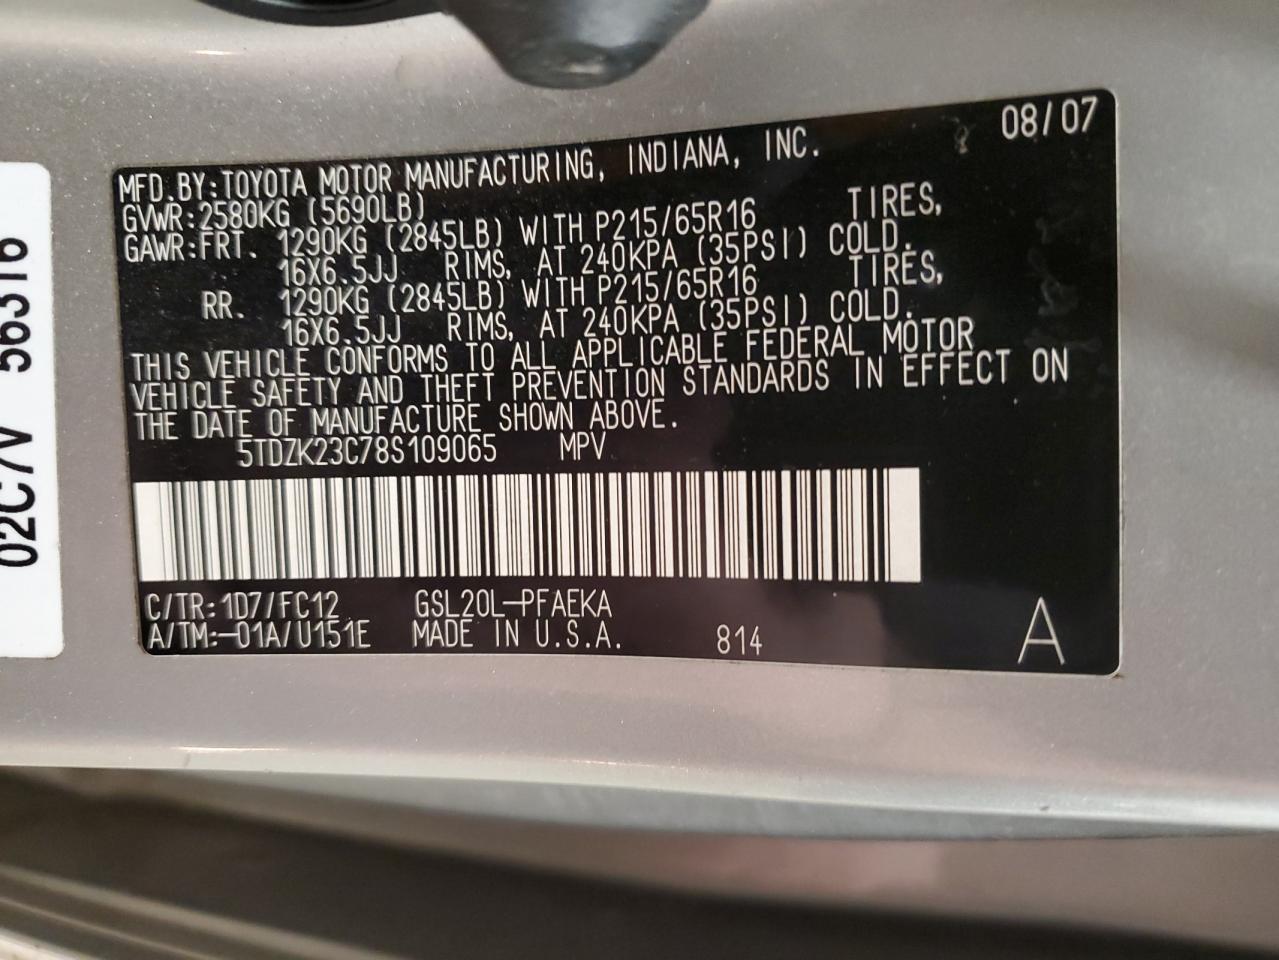 02C7V 56316
08/07
MFD.BY:TOYOTA MOTOR MANUFACTURING, INDIANA, INC.
GVWR:2580KG (5690LB)
GAWR:FRT. 1290KG (2845LB) WITH P215/65R16 TIRES,
16X6.5JJ RIMS, AT 240KPA (35PSI) COLD.
RR. 1290KG (2845LB) WITH P215/65R16 TIRES,
16X6.5JJ RIMS, AT 240KPA (35PSI) COLD.
THIS VEHICLE CONFORMS TO ALL APPLICABLE FEDERAL MOTOR
VEHICLE SAFETY AND THEFT PREVENTION STANDARDS IN EFFECT ON
THE DATE OF MANUFACTURE SHOWN ABOVE.
5TDZK23C78S109065 MPV
C/TR:1D7/FC12 GSL20L-PFAEKA
A/TM:-01A/U151E MADE IN U.S.A. 814 A